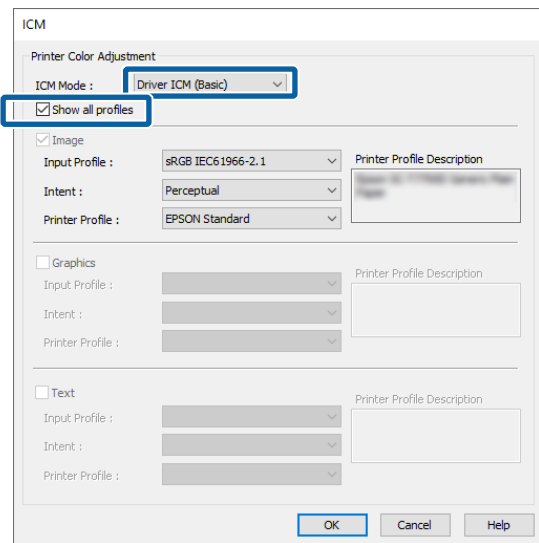 ICM
Printer Color Adjustment
ICM Mode : Driver ICM (Basic)
Show all profiles
Image
Input Profile : sRGB IEC61966-2.1 Printer Profile Description
Intent : Perceptual
Printer Profile : EPSON Standard
Graphics
Input Profile : Printer Profile Description
Intent :
Printer Profile :
Text
Input Profile : Printer Profile Description
Intent :
Printer Profile :
OK Cancel Help